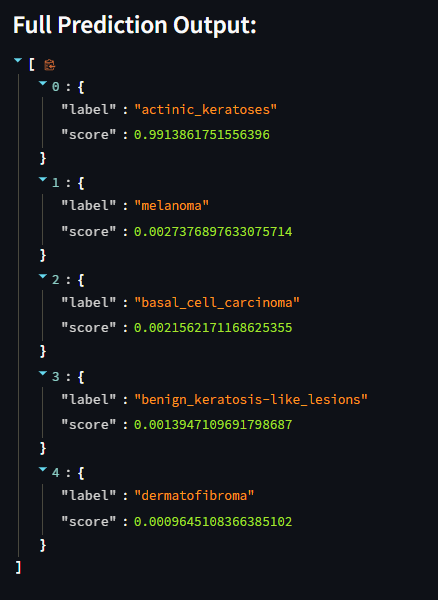 Full Prediction Output:
[
0 : {
"label" : "actinic_keratoses"
"score" : 0.9913861751556396
}
1 : {
"label" : "melanoma"
"score" : 0.0027376897633075714
}
2 : {
"label" : "basal_cell_carcinoma"
"score" : 0.0021562171168625355
}
3 : {
"label" : "benign_keratosis-like_lesions"
"score" : 0.0013947109691798687
}
4 : {
"label" : "dermatofibroma"
"score" : 0.0009645108366385102
}
]